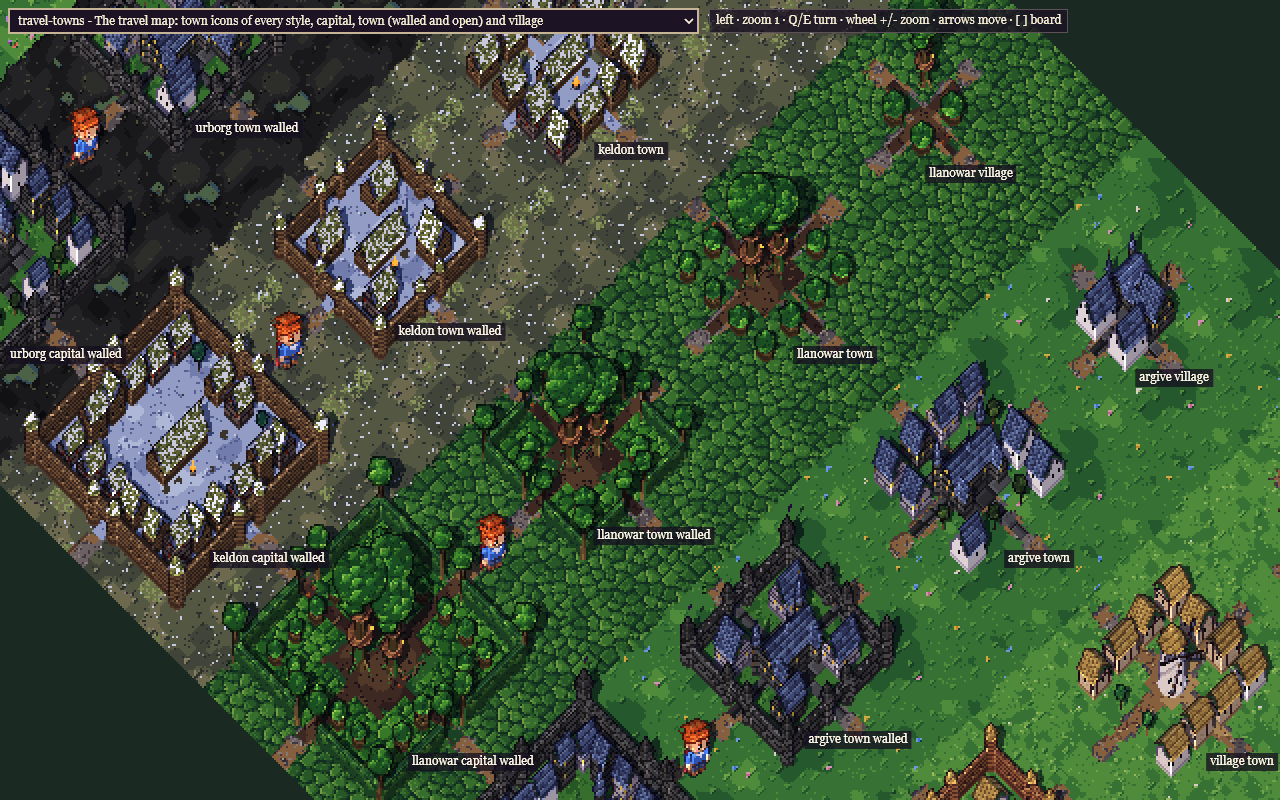 travel-towns - The travel map: town icons of every style, capital, town (walled and open) and village
left · zoom 1 · Q/E turn · wheel +/- zoom · arrows move · [ ] board
urborg town walled
keldon town
llanowar village
keldon town walled
urborg capital walled
llanowar town
argive village
llanowar town walled
keldon capital walled
argive town
argive town walled
llanowar capital walled
village town